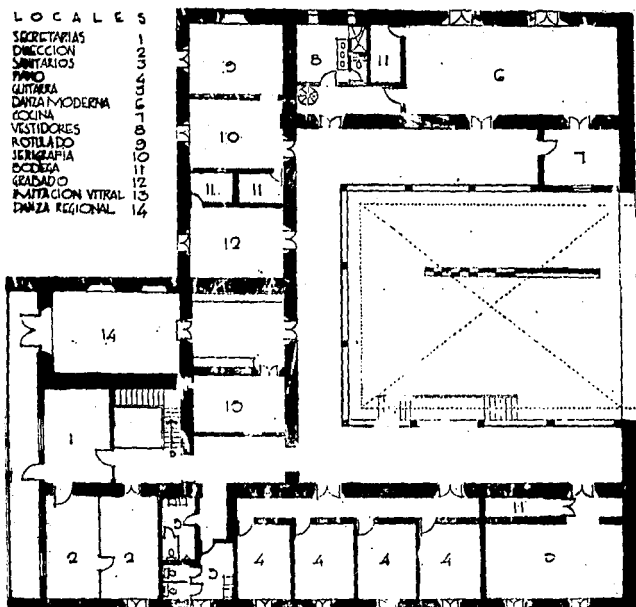 LOCALES
SECRETARIAS 1
DIRECCION 2
SANITARIOS 3
PIANO 4
GUITARRA 5
DANZA MODERNA 6
COCINA 7
VESTIDORES 8
ROTULADO 9
SERIGRAFIA 10
BODEGA 11
GRABADO 12
IMITACION VITRAL 13
DANZA REGIONAL 14
9
8
11
6
10
7
11
11
12
14
1
2
2
3
4
4
4
4
11